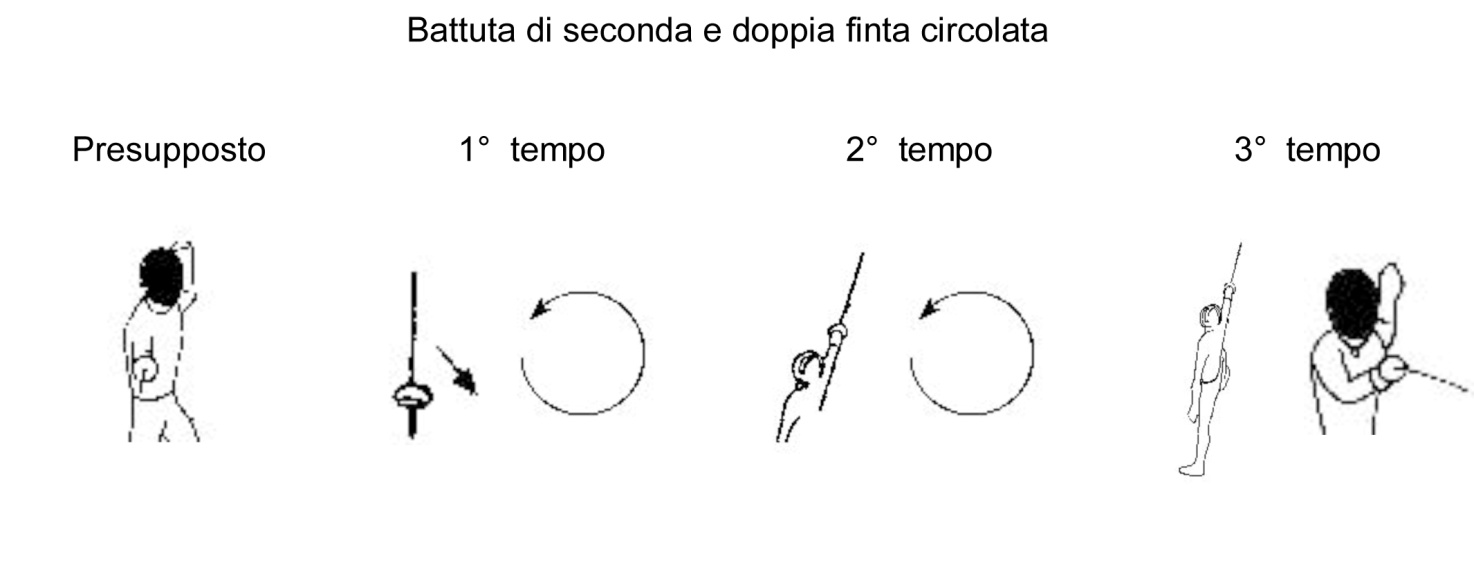 Battuta di seconda e doppia finta circolata
Presupposto 1° tempo 2° tempo 3° tempo